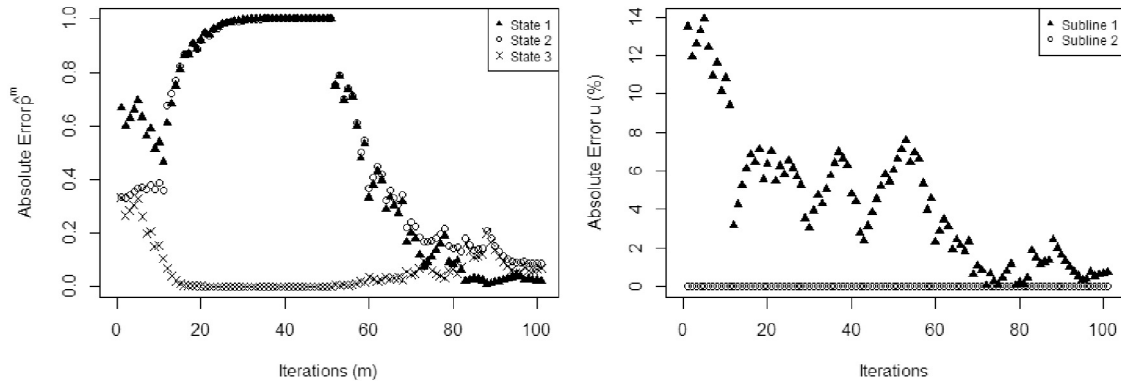 Absolute Error p̂ᵐ
0.0 0.2 0.4 0.6 0.8 1.0
State 1
State 2
State 3
0 20 40 60 80 100
Iterations (m)
Absolute Error u (%)
0 2 4 6 8 10 12 14
Subline 1
Subline 2
0 20 40 60 80 100
Iterations